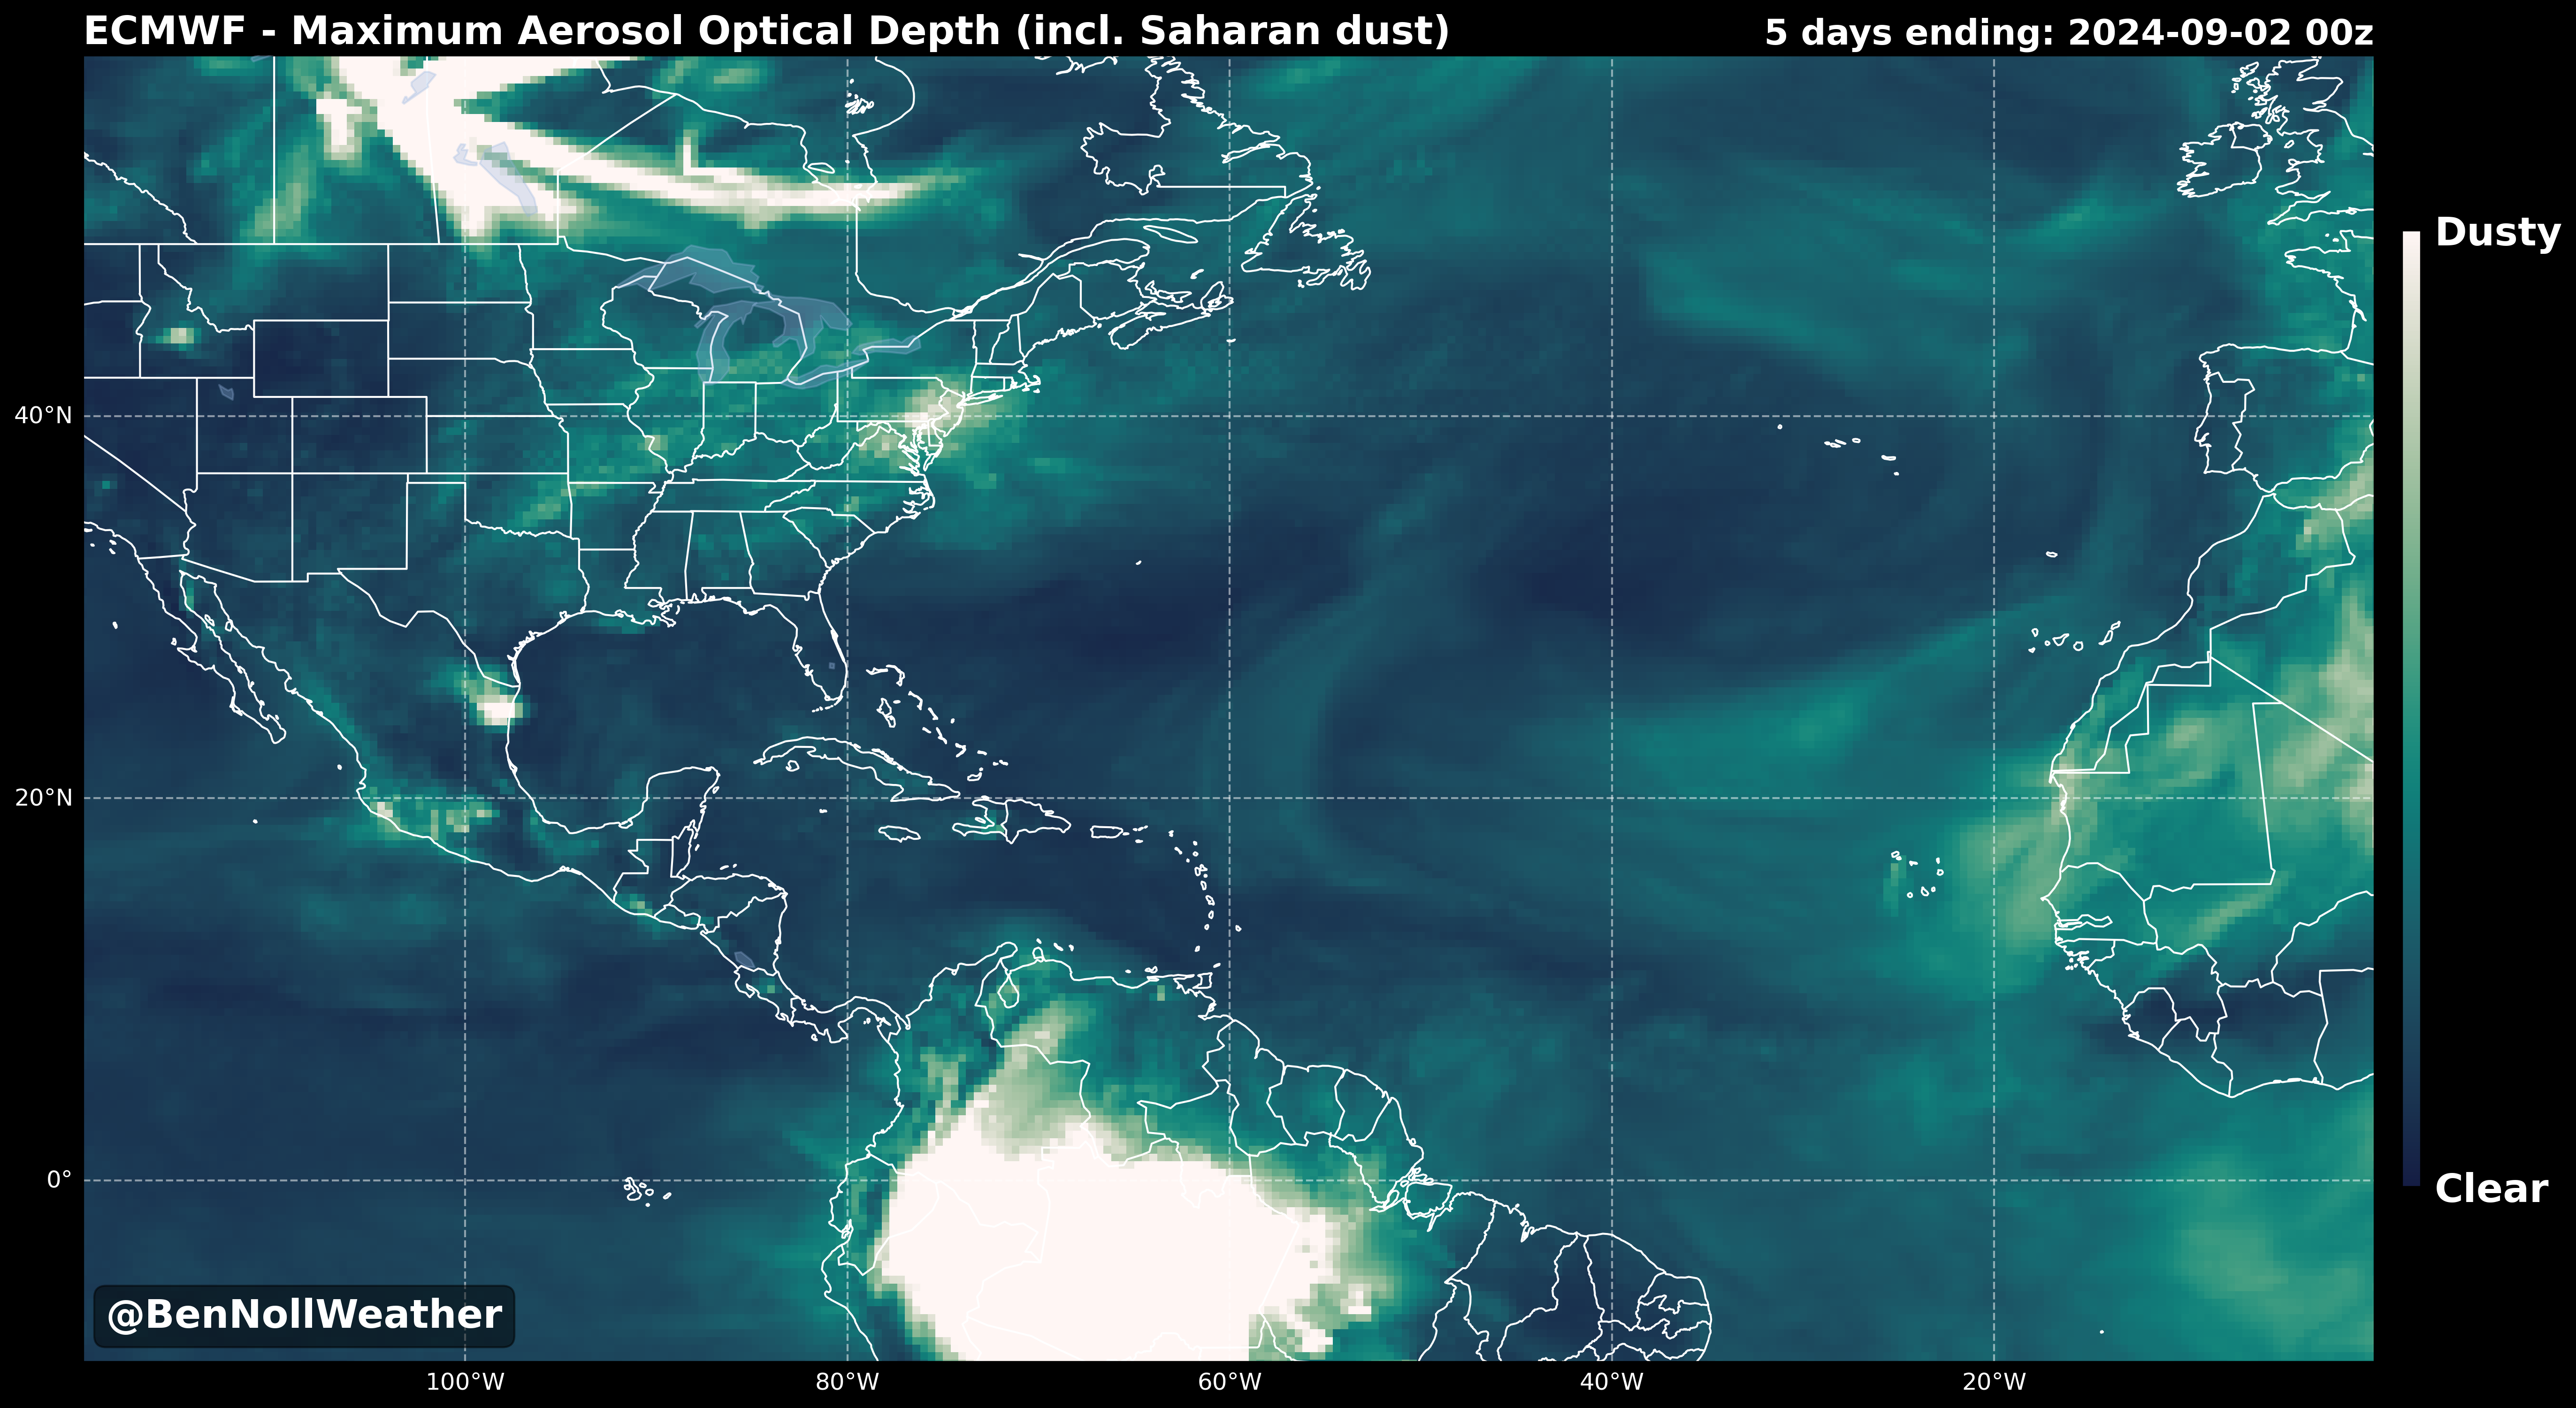 ECMWF - Maximum Aerosol Optical Depth (incl. Saharan dust)
5 days ending: 2024-09-02 00z
Dusty
40°N
20°N
0°
Clear
@BenNollWeather
100°W
80°W
60°W
40°W
20°W